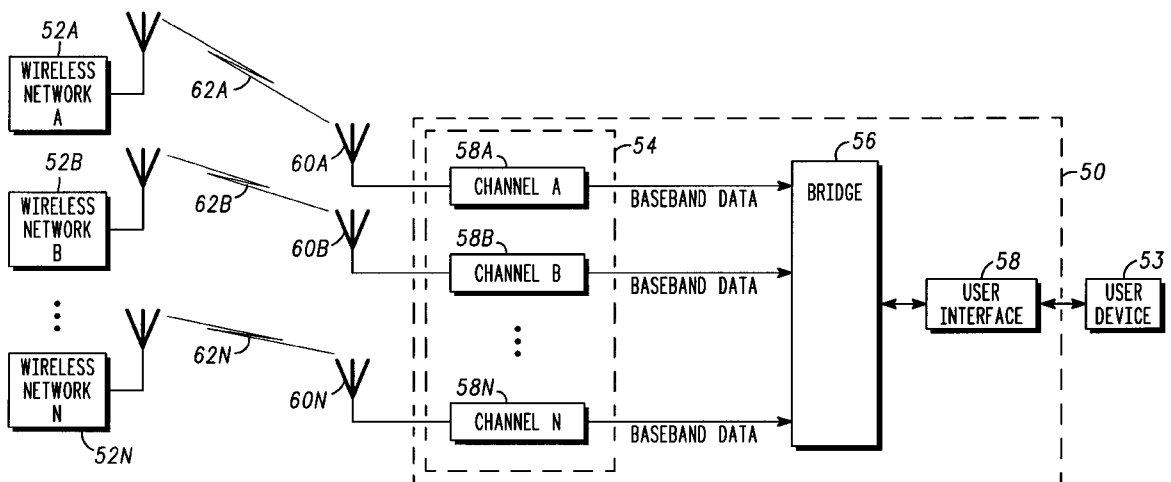 52A
WIRELESS
NETWORK
A
62A
60A
52B
WIRELESS
NETWORK
B
62B
60B
52N
WIRELESS
NETWORK
N
62N
60N
54
58A
CHANNEL A
BASEBAND DATA
58B
CHANNEL B
BASEBAND DATA
58N
CHANNEL N
BASEBAND DATA
56
BRIDGE
50
58
USER
INTERFACE
53
USER
DEVICE